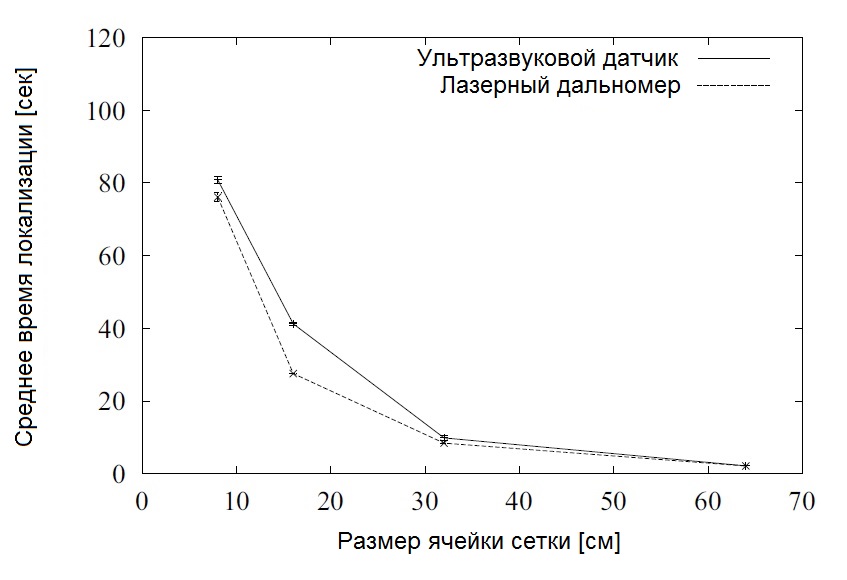 Среднее время локализации [сек]
120
100
80
60
40
20
0
Ультразвуковой датчик
Лазерный дальномер
0 10 20 30 40 50 60 70
Размер ячейки сетки [см]